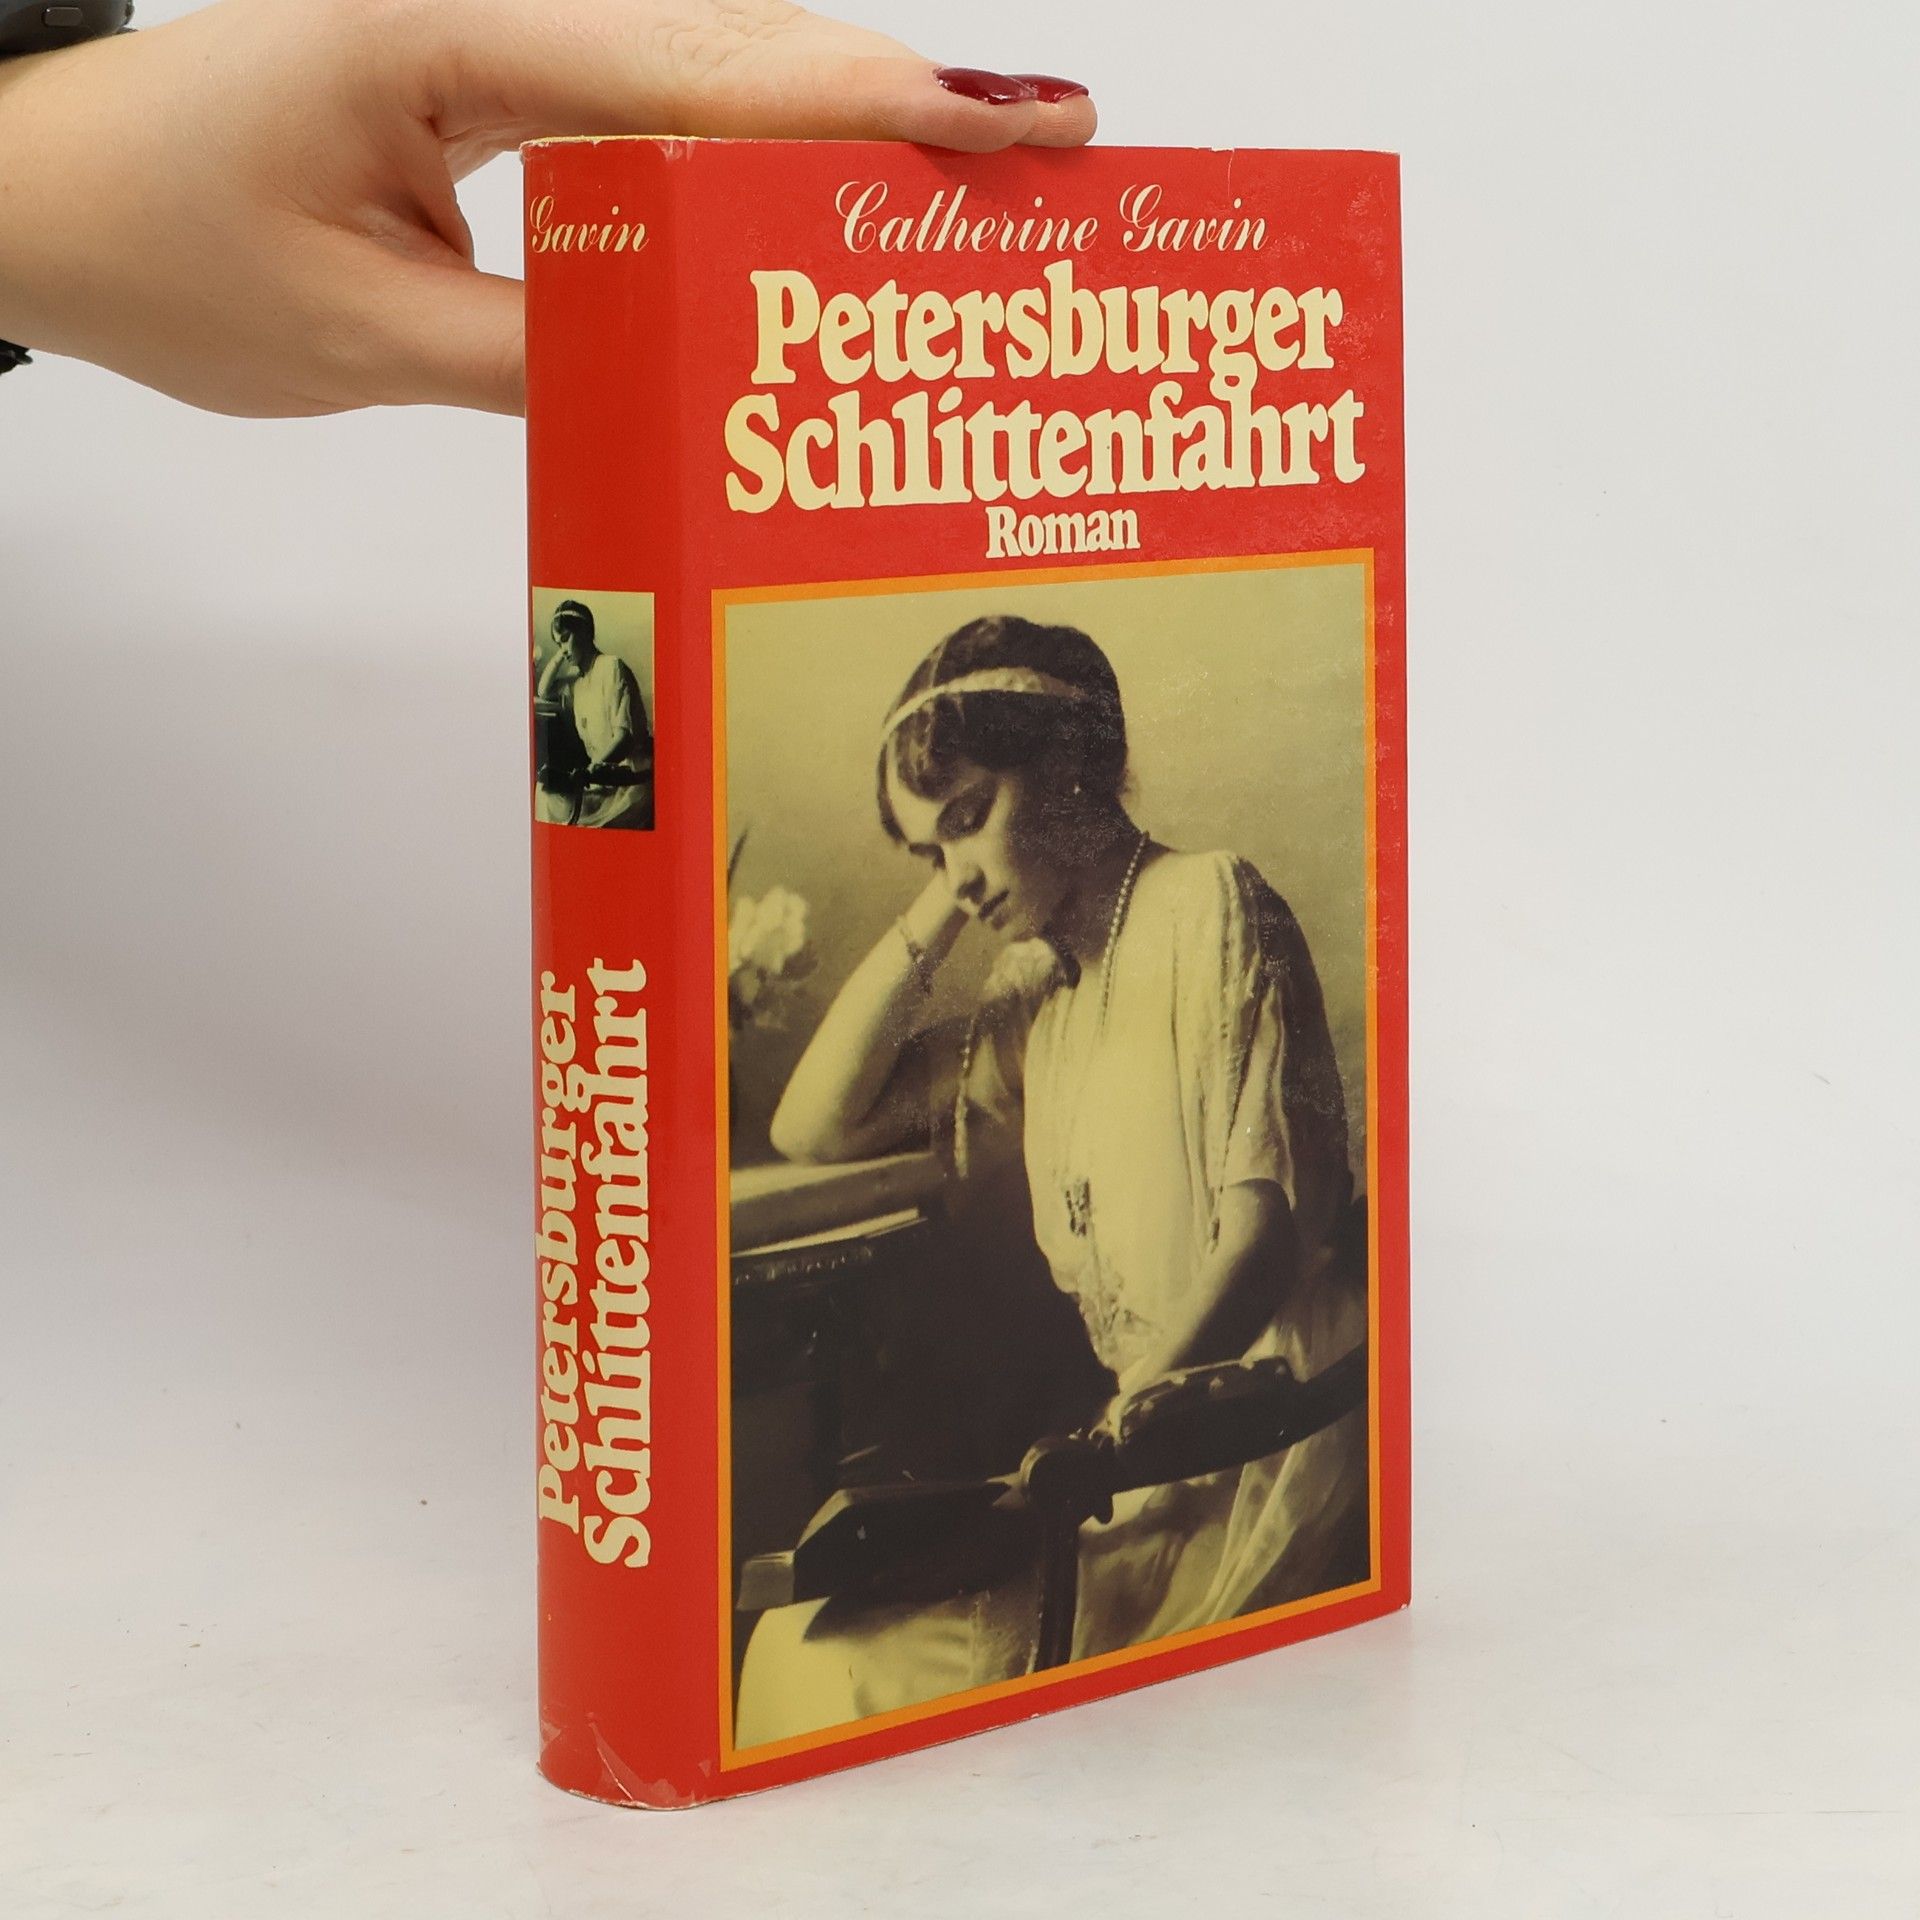 Gavin
Petersburger
Schlittenfahrt
Catherine Gavin
Petersburger
Schlittenfahrt
Roman